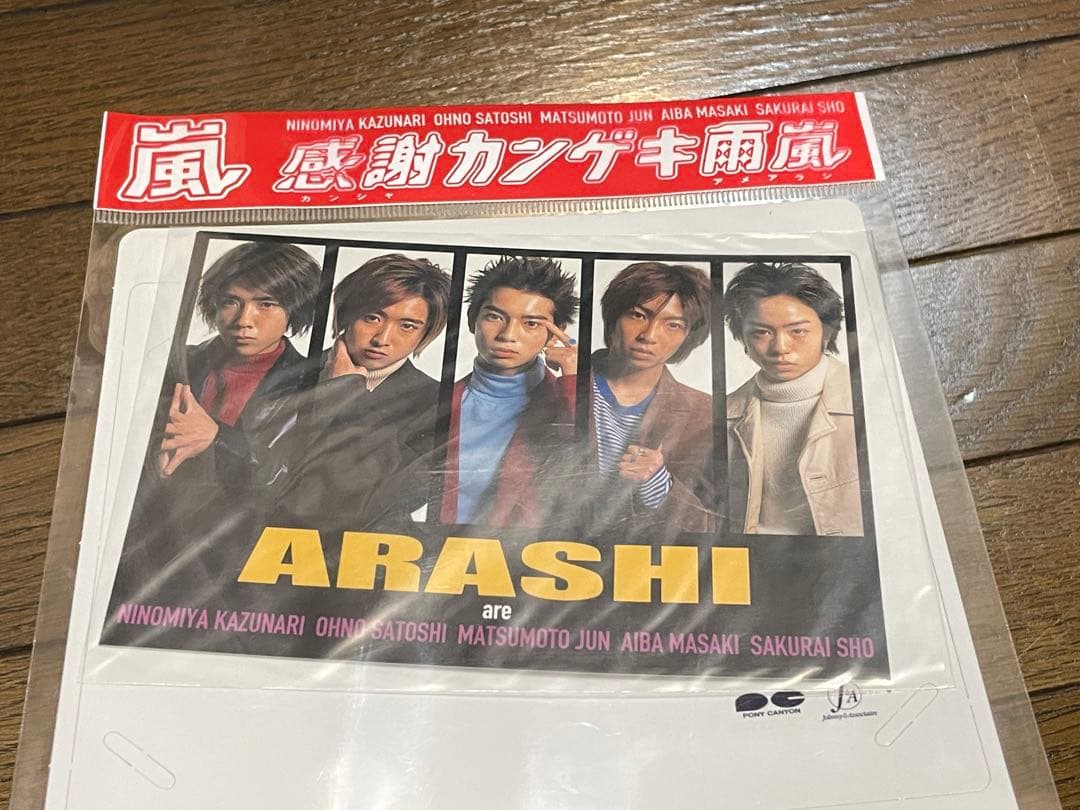 NINOMIYA KAZUNARI OHNO SATOSHI MATSUMOTO JUN AIBA MASAKI SAKURAI SHO
嵐 感謝カンゲキ雨嵐
カンシャ アメアラシ
ARASHI
are
NINOMIYA KAZUNARI OHNO SATOSHI MATSUMOTO JUN AIBA MASAKI SAKURAI SHO
PONY CANYON
J&A
Johnny & Associates